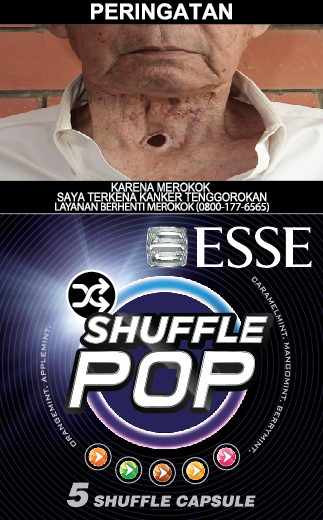 PERINGATAN
KARENA MEROKOK
SAYA TERKENA KANKER TENGGOROKAN
LAYANAN BERHENTI MEROKOK (0800-177-6565)
ESSE
SHUFFLE
POP
ORANGEMINT. APPLEMINT.
CARAMELMINT. MANGOMINT. BERRYMINT.
5 SHUFFLE CAPSULE